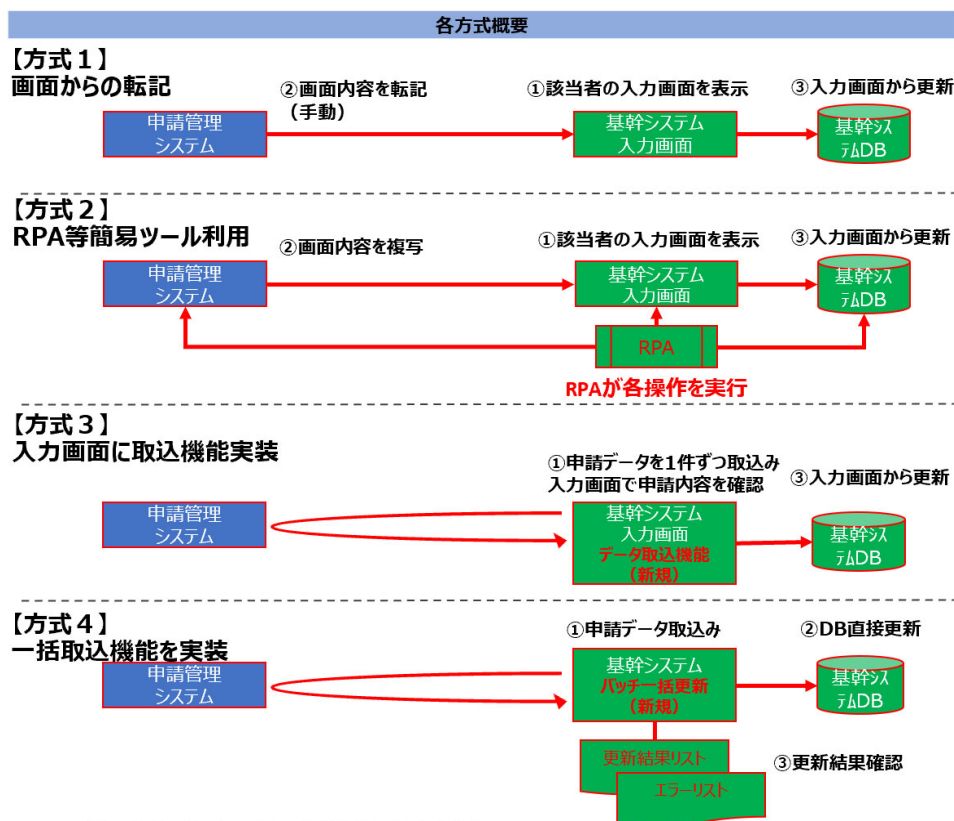 各方式概要
【方式１】
画面からの転記
②画面内容を転記
（手動）
①該当者の入力画面を表示
③入力画面から更新
申請管理
システム
基幹システム
入力画面
基幹シス
テムDB
【方式２】
RPA等簡易ツール利用
②画面内容を複写
①該当者の入力画面を表示
③入力画面から更新
申請管理
システム
基幹システム
入力画面
基幹シス
テムDB
RPA
RPAが各操作を実行
【方式３】
入力画面に取込機能実装
①申請データを1件ずつ取込み
入力画面で申請内容を確認
③入力画面から更新
申請管理
システム
基幹システム
入力画面
データ取込機能
（新規）
基幹シス
テムDB
【方式４】
一括取込機能を実装
①申請データ取込み
②DB直接更新
申請管理
システム
基幹システム
バッチ一括更新
（新規）
基幹シス
テムDB
更新結果リスト
エラーリスト
③更新結果確認